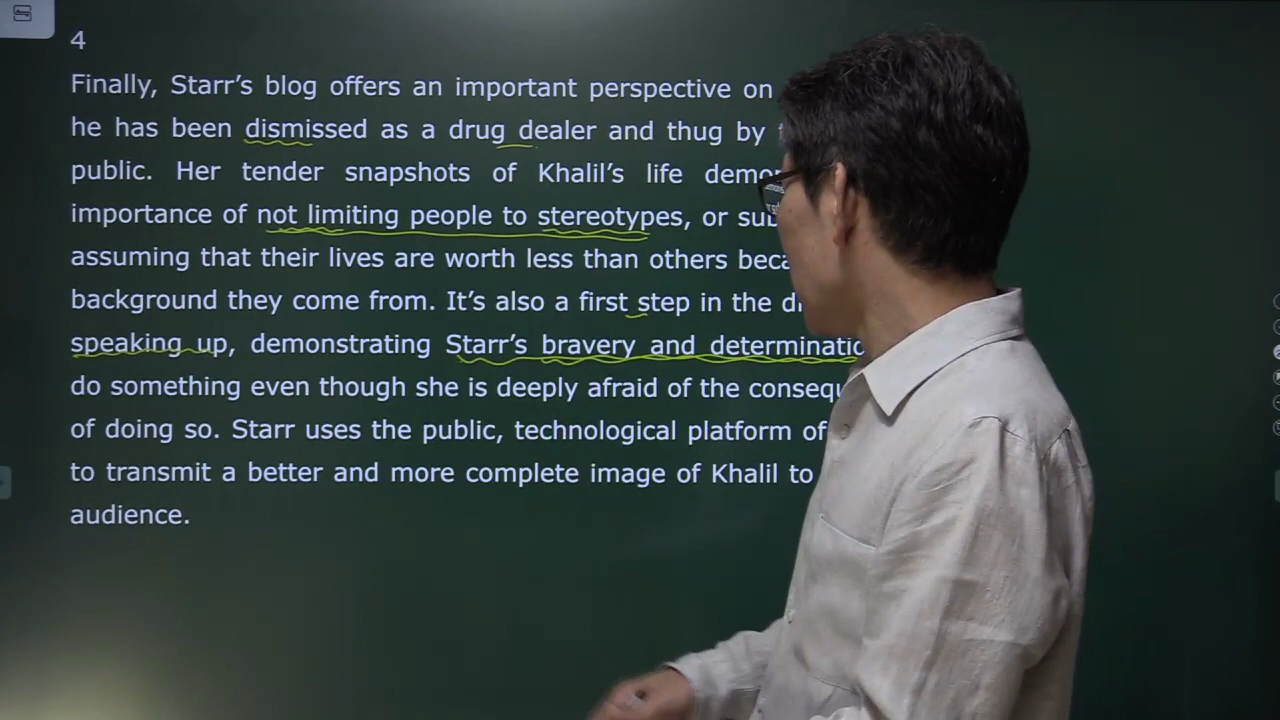 4
Finally, Starr's blog offers an important perspective on
he has been dismissed as a drug dealer and thug by
public. Her tender snapshots of Khalil's life
importance of not limiting people to stereotypes, or
assuming that their lives are worth less than others
background they come from. It's also a first step in the
speaking up, demonstrating Starr's bravery and
do something even though she is deeply afraid of the
of doing so. Starr uses the public, technological platform of
to transmit a better and more complete image of Khalil to
audience.